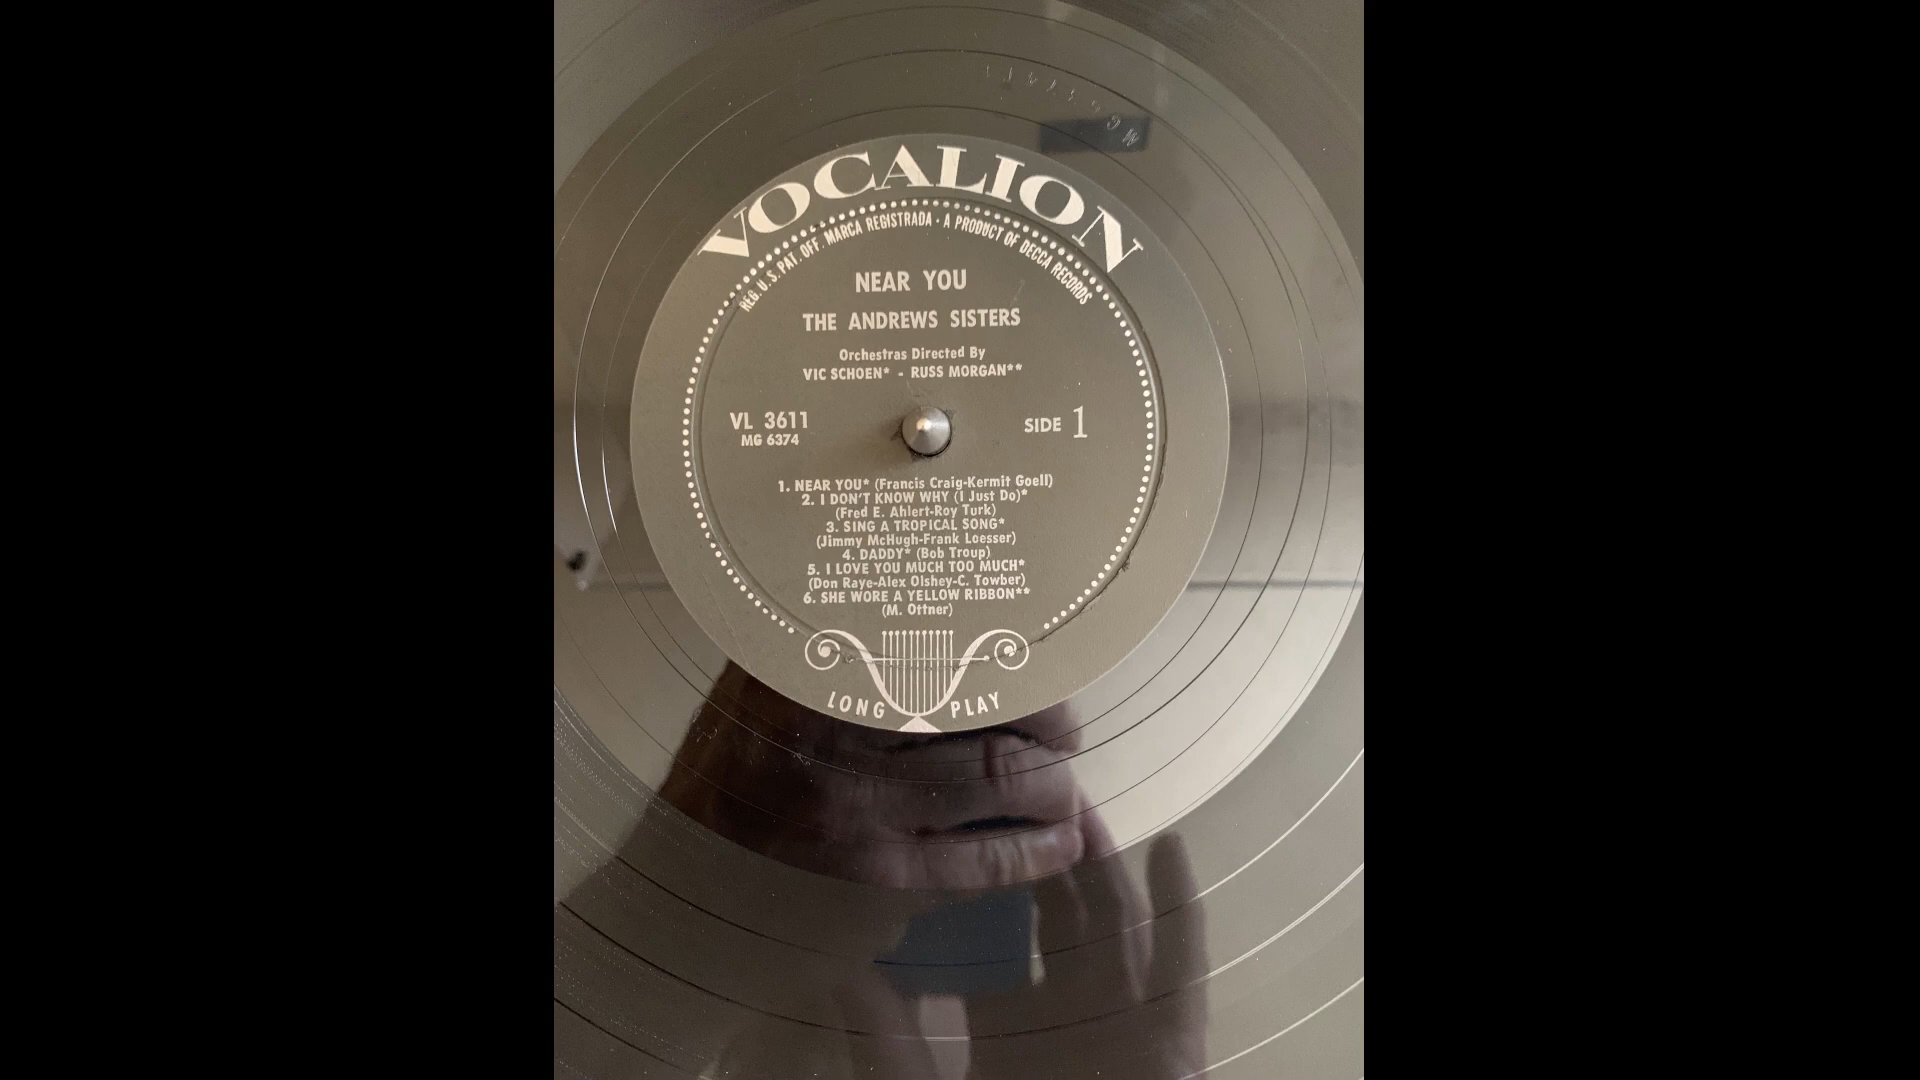 VOCALION
REG. U.S. PAT. OFF. MARCA REGISTRADA · A PRODUCT OF DECCA RECORDS
NEAR YOU
THE ANDREWS SISTERS
Orchestras Directed By
VIC SCHOEN* - RUSS MORGAN**
VL 3611
MG 6374
SIDE 1
1. NEAR YOU* (Francis Craig-Kermit Goell)
2. I DON'T KNOW WHY (I Just Do)*
(Fred E. Ahlert-Roy Turk)
3. SING A TROPICAL SONG*
(Jimmy McHugh-Frank Loesser)
4. DADDY* (Bob Troup)
5. I LOVE YOU MUCH TOO MUCH*
(Don Raye-Alex Olshey-C. Towber)
6. SHE WORE A YELLOW RIBBON**
(M. Ottner)
LONG PLAY